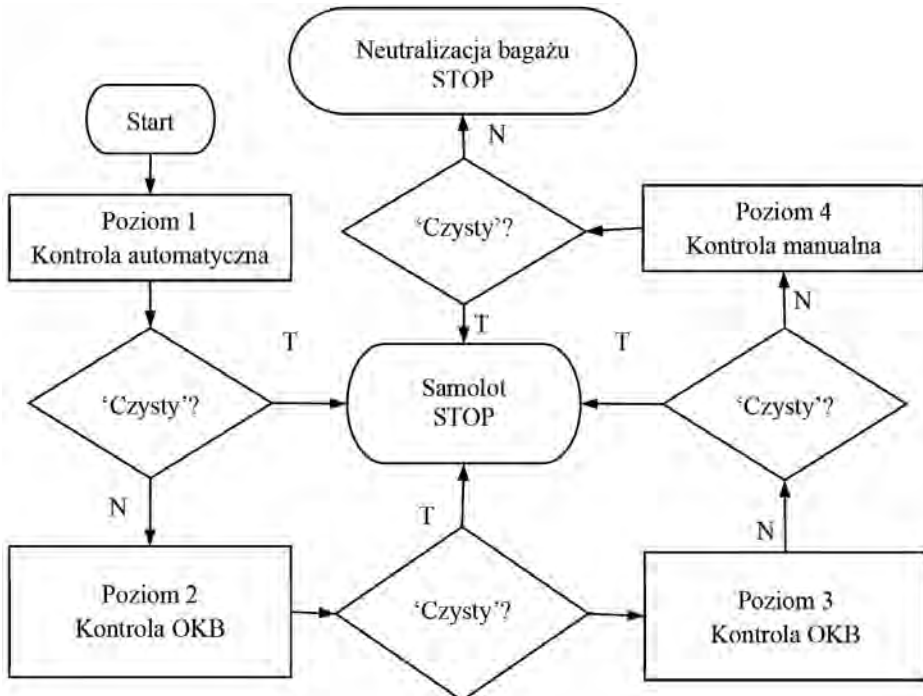 Neutralizacja bagażu
STOP
Start
N
Poziom 1
Kontrola automatyczna
‘Czysty’?
Poziom 4
Kontrola manualna
T
T
N
T
‘Czysty’?
Samolot
STOP
‘Czysty’?
N
T
N
Poziom 2
Kontrola OKB
‘Czysty’?
Poziom 3
Kontrola OKB